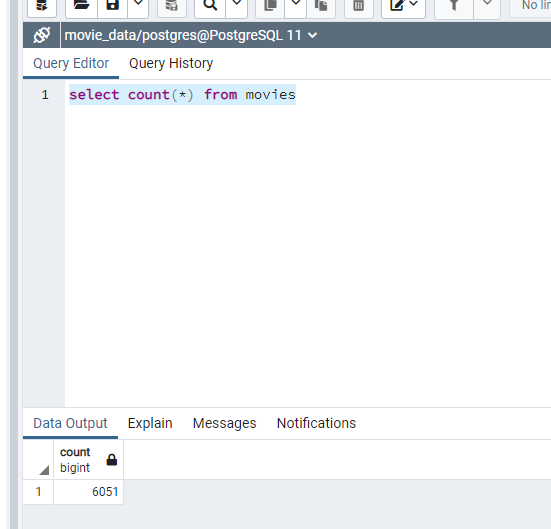 No lin
movie_data/postgres@PostgreSQL 11
Query Editor Query History
1 select count(*) from movies
Data Output Explain Messages Notifications
count
bigint
1 6051